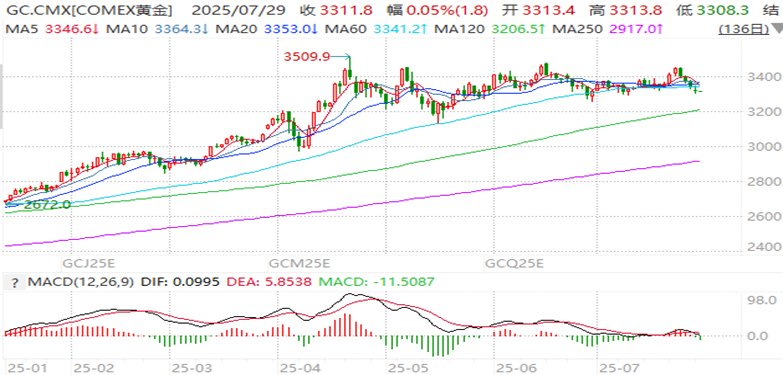 GC.CMX[COMEX黄金] 2025/07/29 收 3311.8 幅 0.05%(1.8) 开 3313.4 高 3313.8 低 3308.3 结
MA5 3346.6↓ MA10 3364.3↓ MA20 3353.0↓ MA60 3341.2↑ MA120 3206.5↑ MA250 2917.0↑ (136日)
3509.9
3400
3200
3000
2800
2672.0
2600
2400
GCJ25E GCM25E GCQ25E
? MACD(12,26,9) DIF: 0.0995 DEA: 5.8538 MACD: -11.5087
98.0
0.0
25-01 25-02 25-03 25-04 25-05 25-06 25-07